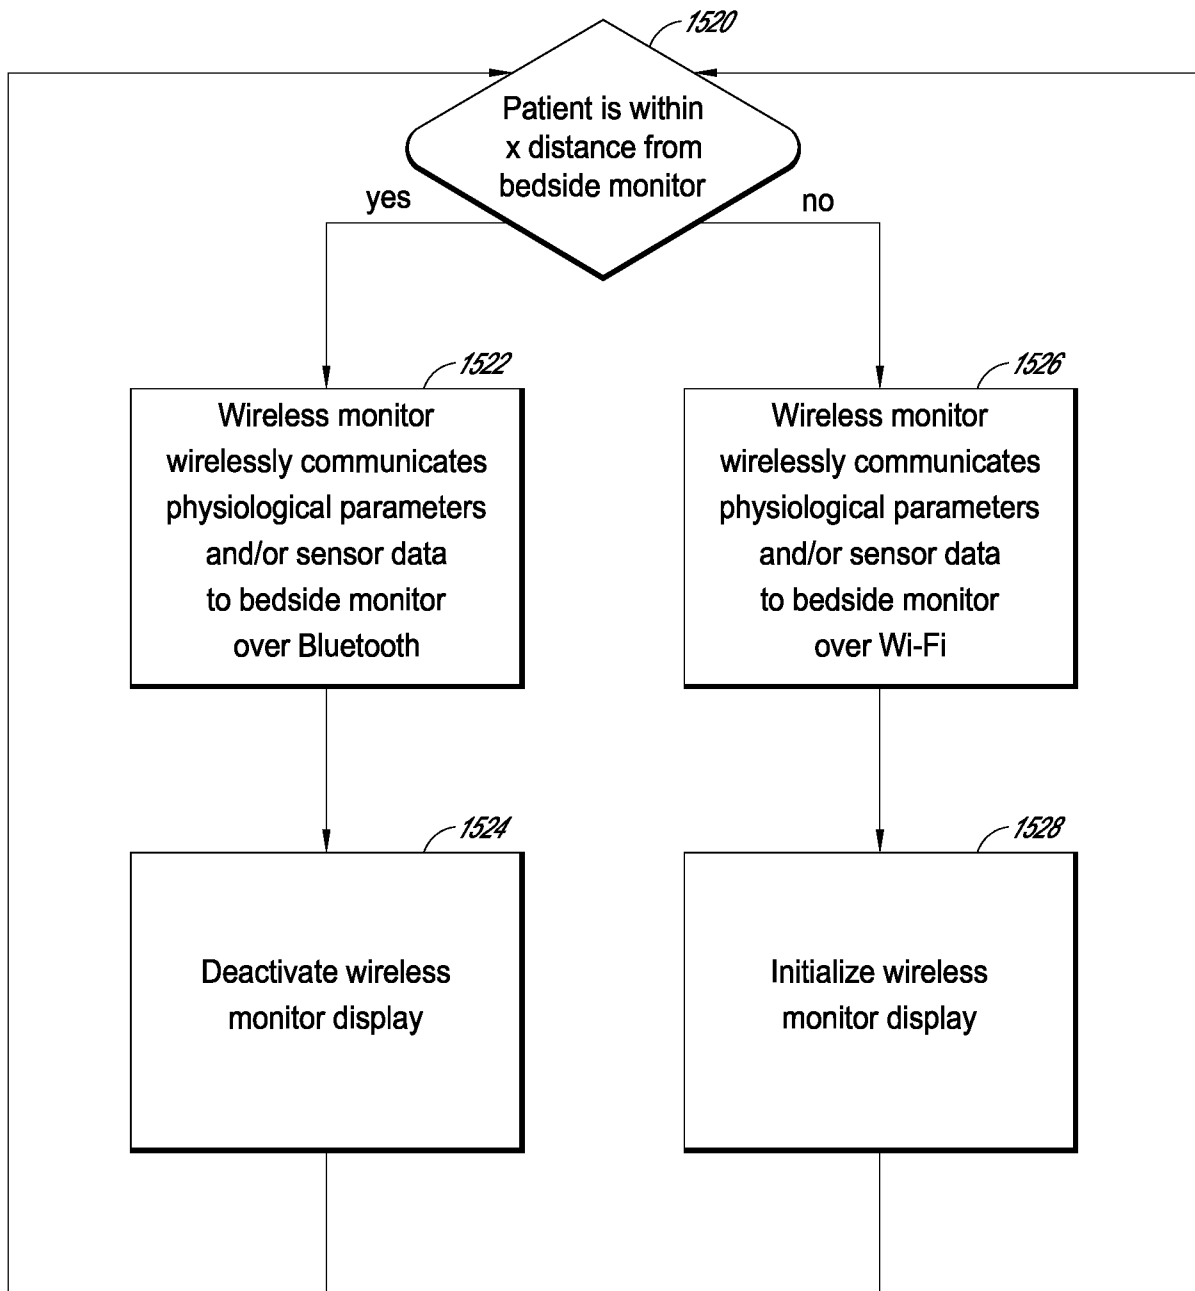 1520
Patient is within
x distance from
bedside monitor
yes
no
1522
Wireless monitor
wirelessly communicates
physiological parameters
and/or sensor data
to bedside monitor
over Bluetooth
1526
Wireless monitor
wirelessly communicates
physiological parameters
and/or sensor data
to bedside monitor
over Wi-Fi
1524
Deactivate wireless
monitor display
1528
Initialize wireless
monitor display